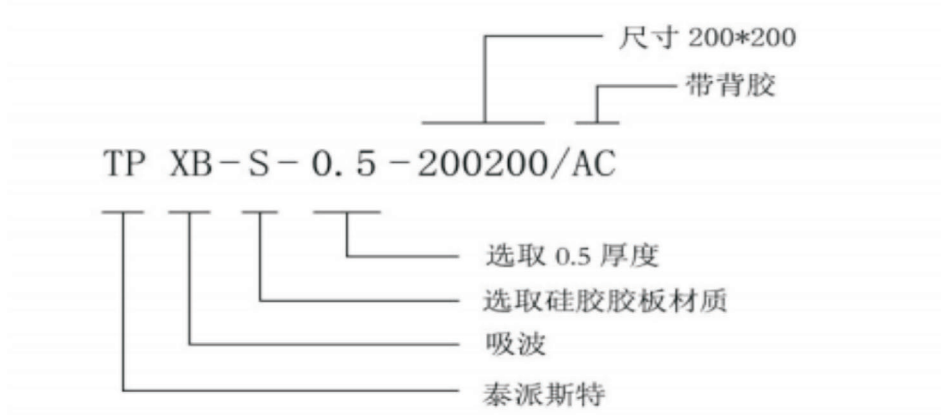 尺寸 200*200
带背胶
TP XB-S-0.5-200200/AC
选取 0.5 厚度
选取硅胶胶板材质
吸波
泰派斯特